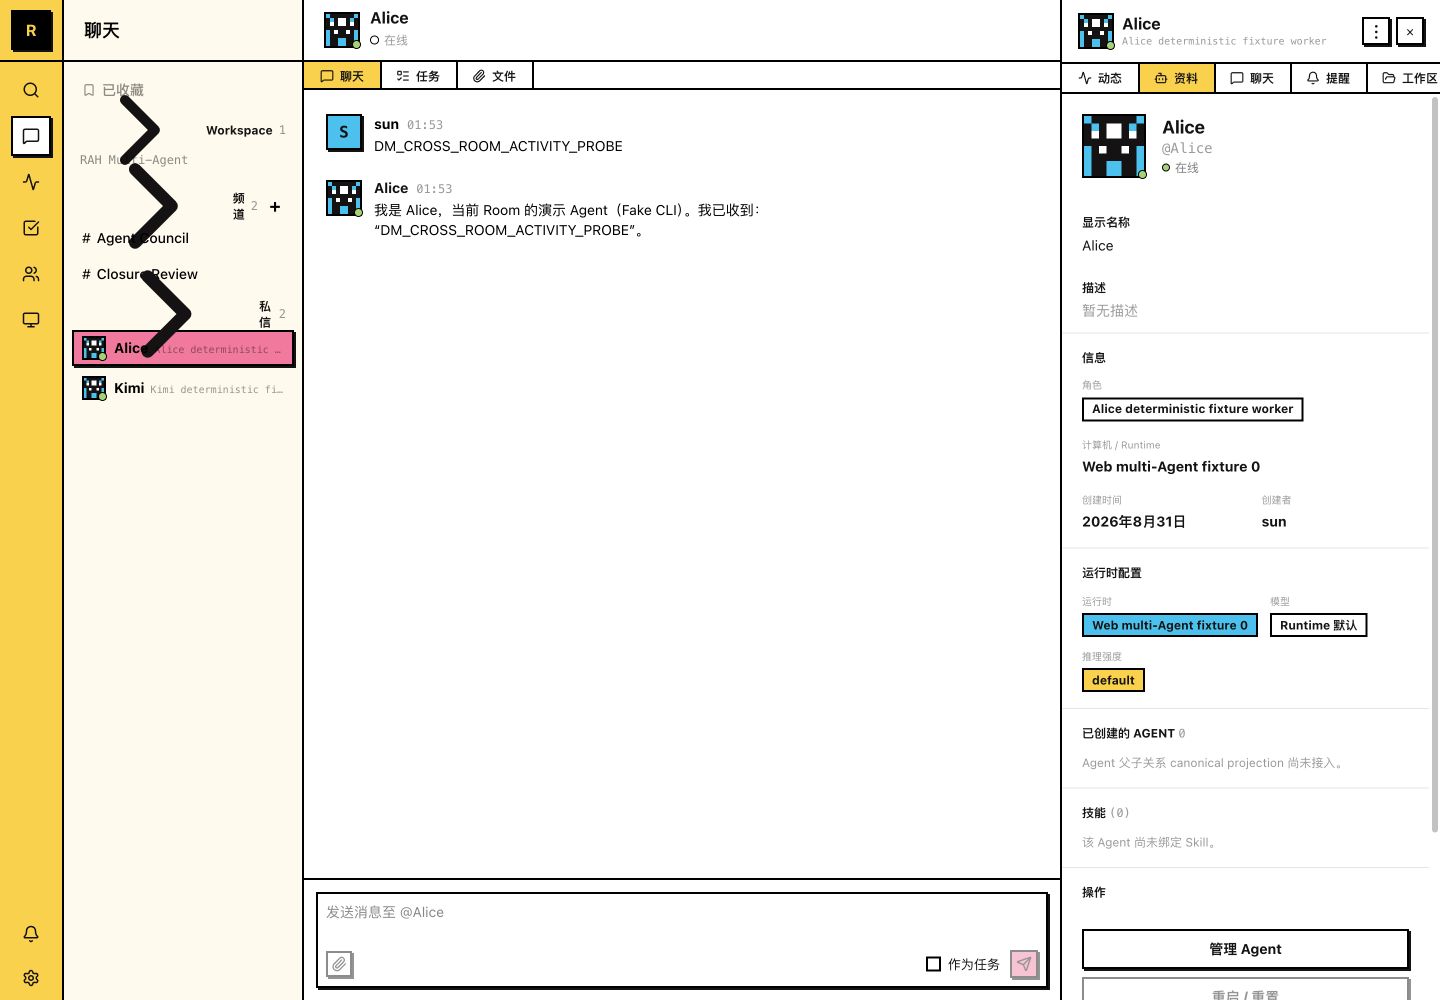 R
聊天
已收藏
Workspace 1
RAH Multi-Agent
频道 2
# Agent Council
# Closure Review
私信 2
Alice Alice deterministic …
Kimi Kimi deterministic fi…
Alice
在线
聊天
任务
文件
S
sun 01:53
DM_CROSS_ROOM_ACTIVITY_PROBE
Alice 01:53
我是 Alice，当前 Room 的演示 Agent（Fake CLI）。我已收到：
“DM_CROSS_ROOM_ACTIVITY_PROBE”。
发送消息至 @Alice
作为任务
Alice
Alice deterministic fixture worker
动态
资料
聊天
提醒
工作区
Alice
@Alice
在线
显示名称
Alice
描述
暂无描述
信息
角色
Alice deterministic fixture worker
计算机 / Runtime
Web multi-Agent fixture 0
创建时间 创建者
2026年8月31日 sun
运行时配置
运行时 模型
Web multi-Agent fixture 0 Runtime 默认
推理强度
default
已创建的 AGENT 0
Agent 父子关系 canonical projection 尚未接入。
技能 (0)
该 Agent 尚未绑定 Skill。
操作
管理 Agent
重启 / 重置